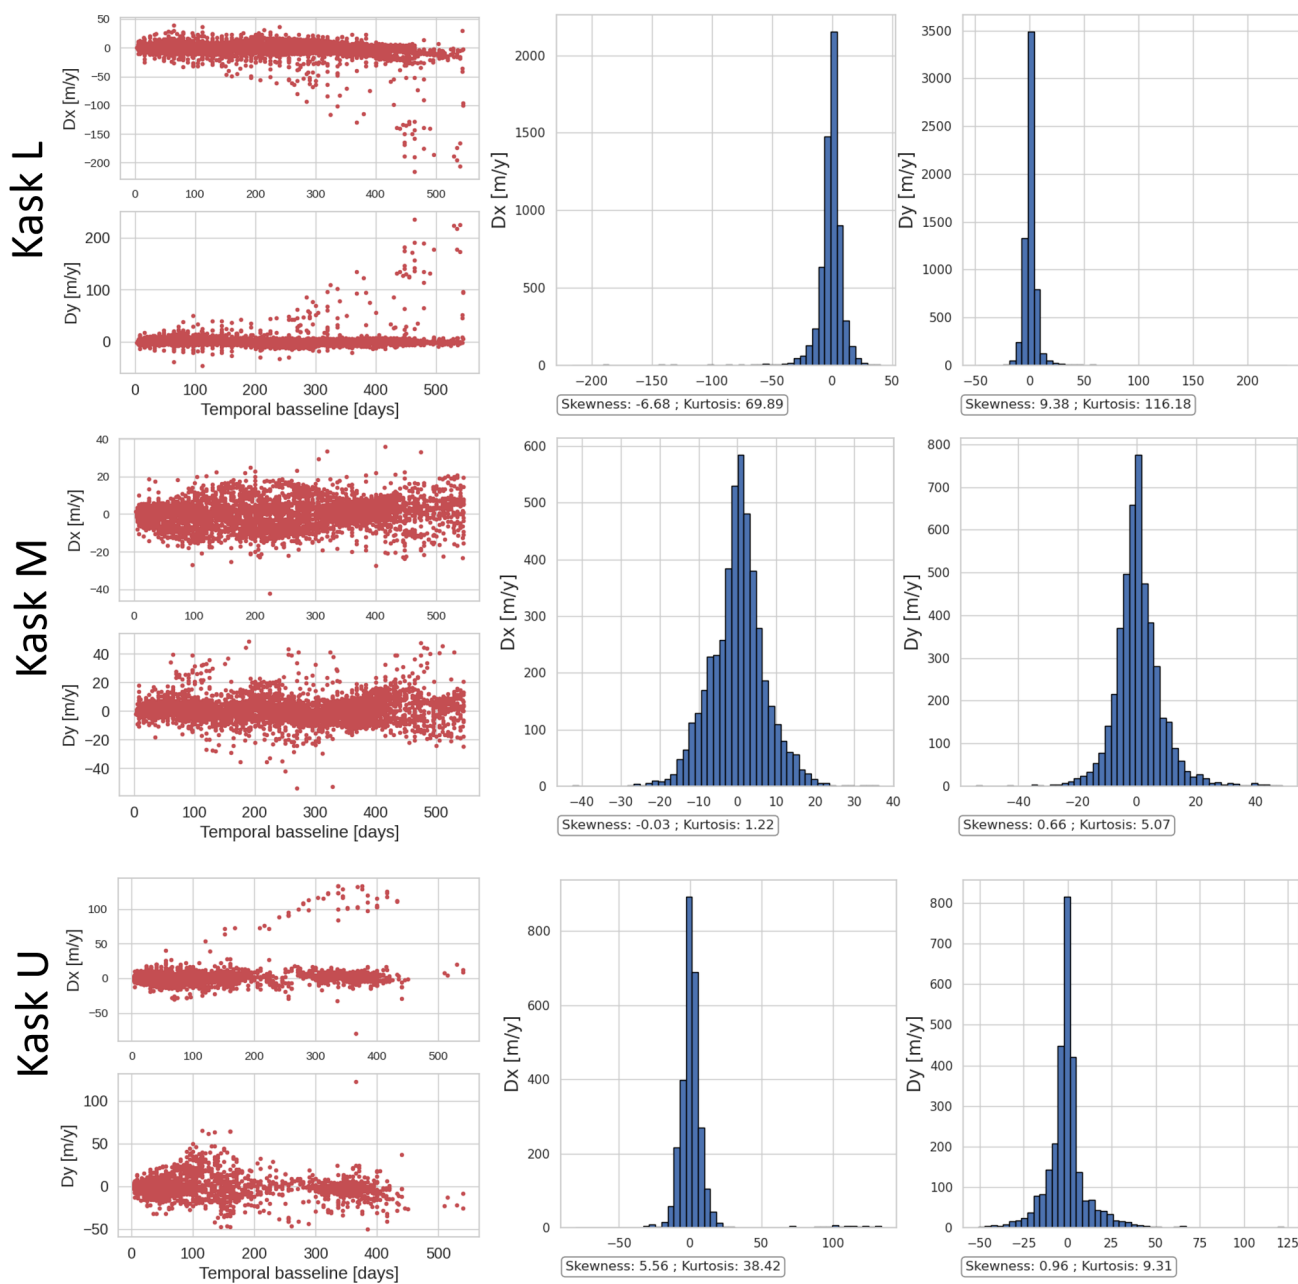 Kask L
Dx [m/y]
50
0
−50
−100
−150
−200
0 100 200 300 400 500
Dy [m/y]
200
100
0
0 100 200 300 400 500
Temporal basseline [days]
Dx [m/y]
2000
1500
1000
500
0
−200 −150 −100 −50 0 50
Skewness: -6.68 ; Kurtosis: 69.89
Dy [m/y]
3500
3000
2500
2000
1500
1000
500
0
−50 0 50 100 150 200
Skewness: 9.38 ; Kurtosis: 116.18
Kask M
Dx [m/y]
40
20
0
−20
−40
0 100 200 300 400 500
Dy [m/y]
40
20
0
−20
−40
0 100 200 300 400 500
Temporal basseline [days]
Dx [m/y]
600
500
400
300
200
100
0
−40 −30 −20 −10 0 10 20 30 40
Skewness: -0.03 ; Kurtosis: 1.22
Dy [m/y]
800
700
600
500
400
300
200
100
0
−40 −20 0 20 40
Skewness: 0.66 ; Kurtosis: 5.07
Kask U
Dx [m/y]
100
50
0
−50
0 100 200 300 400 500
Dy [m/y]
100
50
0
−50
0 100 200 300 400 500
Temporal basseline [days]
Dx [m/y]
800
600
400
200
0
−50 0 50 100
Skewness: 5.56 ; Kurtosis: 38.42
Dy [m/y]
800
700
600
500
400
300
200
100
0
−50 −25 0 25 50 75 100 125
Skewness: 0.96 ; Kurtosis: 9.31